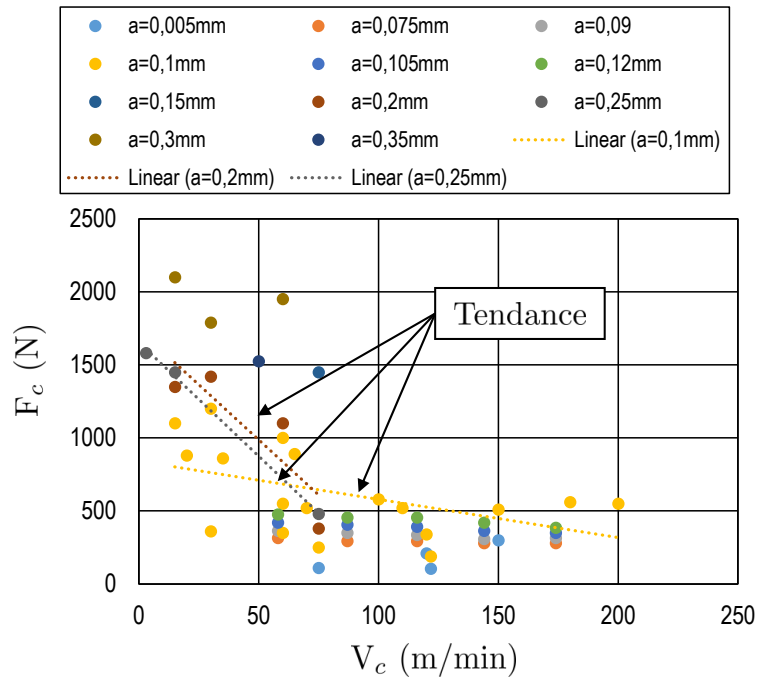 a=0,005mm a=0,075mm a=0,09
a=0,1mm a=0,105mm a=0,12mm
a=0,15mm a=0,2mm a=0,25mm
a=0,3mm a=0,35mm Linear (a=0,1mm)
Linear (a=0,2mm) Linear (a=0,25mm)
2500
2000
1500
1000
500
0
F_c (N)
Tendance
0 50 100 150 200 250
V_c (m/min)